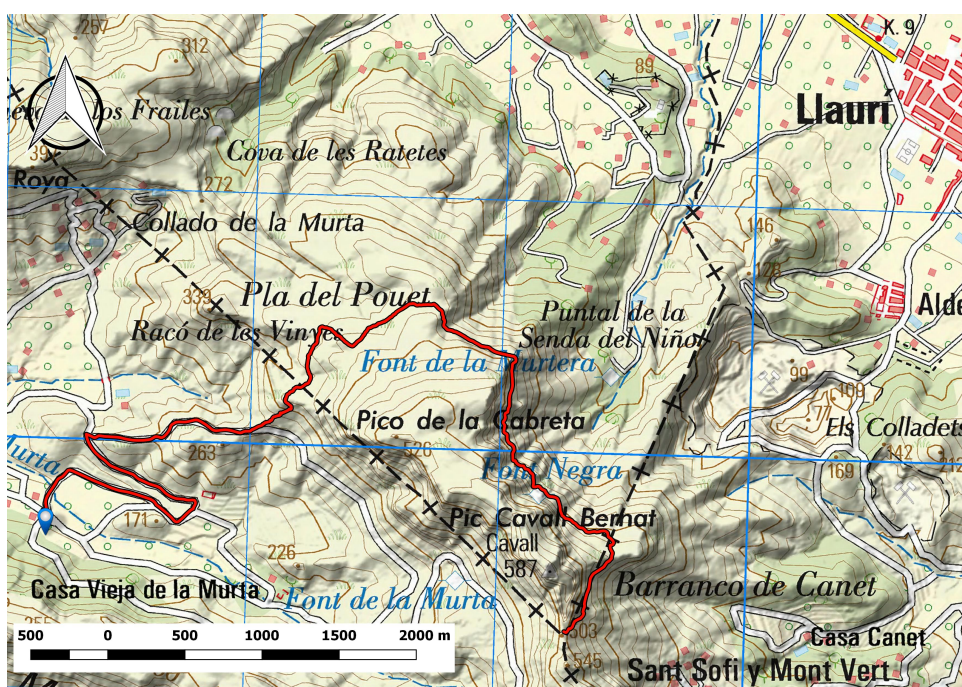 257
K. 9
312
89
los Frailes
Llaurí
Cova de les Ratetes
39
Roya
272
Collado de la Murta
146
128
339
Pla del Pouet
Puntal de la
Senda del Niño
Alde
Racó de les Vinyes
Font de la Murtera
99
109
77
Pico de la Cabreta
Els Colladets
526
Murta
263
142
212
Font Negra
169
171
Pic Cavall Bernat
Cavall
587
226
Casa Vieja de la Murta
Font de la Murta
Barranco de Canet
255
503
Casa Canet
545
Sant Sofi y Mont Vert
500 0 500 1000 1500 2000 m